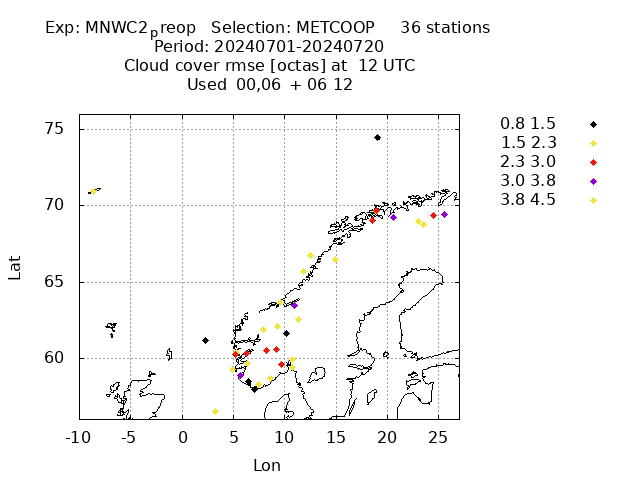 Exp: MNWC2preop Selection: METCOOP 36 stations
Period: 20240701-20240720
Cloud cover rmse [octas] at 12 UTC
Used 00,06 + 06 12
0.8 1.5
1.5 2.3
2.3 3.0
3.0 3.8
3.8 4.5
75
70
65
60
Lat
-10 -5 0 5 10 15 20 25
Lon